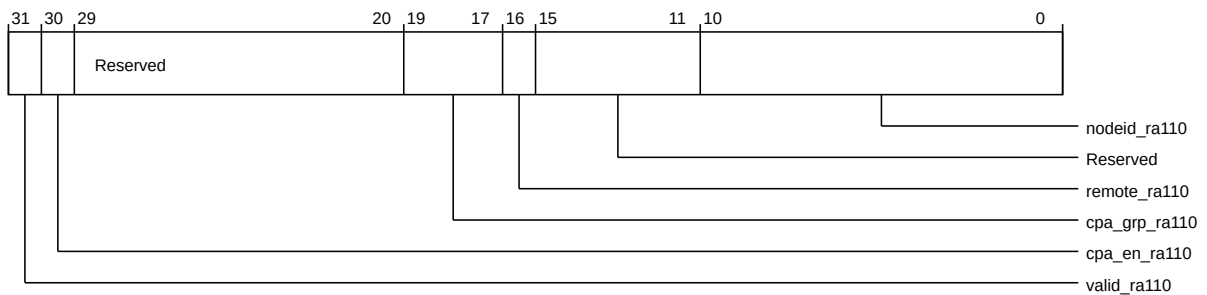 31 30 29 20 19 17 16 15 11 10 0
Reserved
nodeid_ra110
Reserved
remote_ra110
cpa_grp_ra110
cpa_en_ra110
valid_ra110